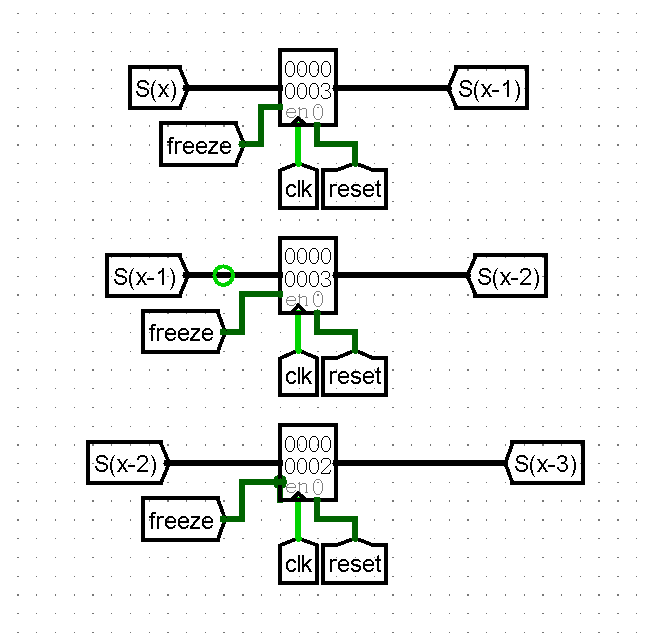 0000
S(x) 0003 S(x-1)
en 0
freeze
clk reset
0000
S(x-1) 0003 S(x-2)
en 0
freeze
clk reset
0000
S(x-2) 0002 S(x-3)
en 0
freeze
clk reset